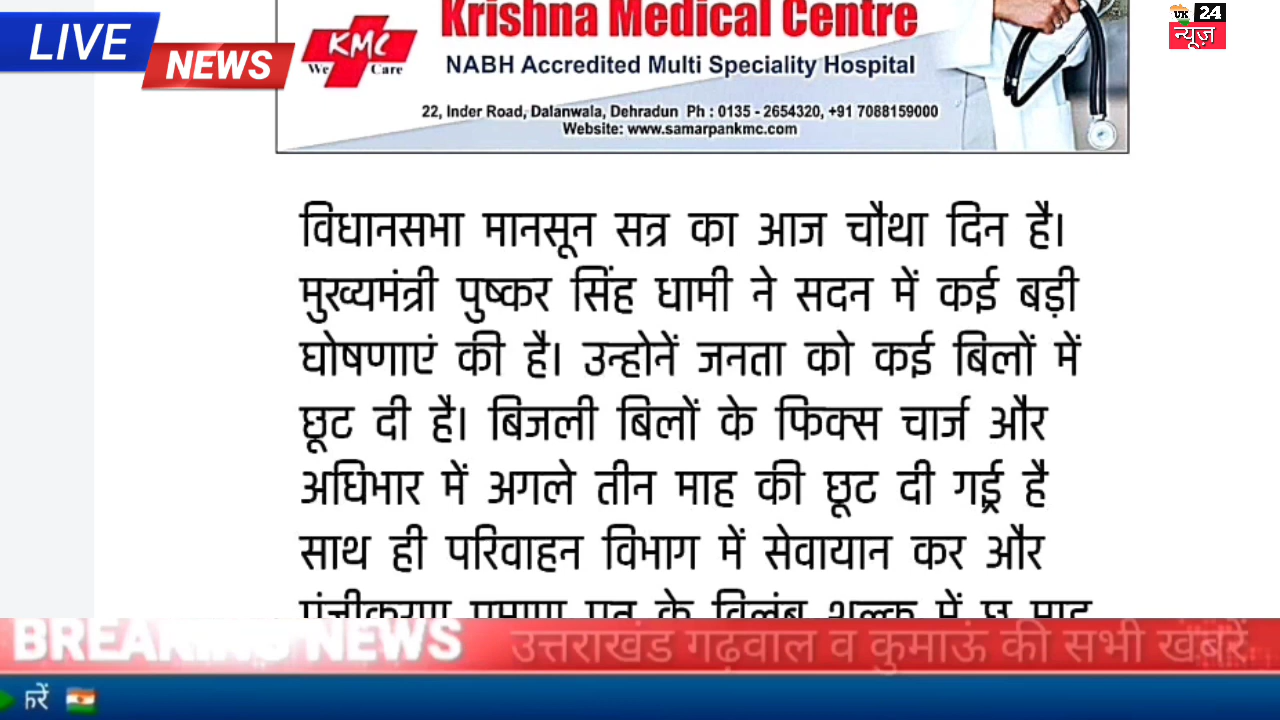 LIVE
NEWS
KMC
We Care
Krishna Medical Centre
NABH Accredited Multi Speciality Hospital
22, Inder Road, Dalanwala, Dehradun Ph : 0135 - 2654320, +91 7088159000
Website: www.samarpankmc.com
UK 24
न्यूज़
विधानसभा मानसून सत्र का आज चौथा दिन है।
मुख्यमंत्री पुष्कर सिंह धामी ने सदन में कई बड़ी
घोषणाएं की है। उन्होनें जनता को कई बिलों में
छूट दी है। बिजली बिलों के फिक्स चार्ज और
अधिभार में अगले तीन माह की छूट दी गई्र है
साथ ही परिवाहन विभाग में सेवायान कर और
पंजीकरण प्रमाण पत्र के विलंब शुल्क में छ माह
BREAKING NEWS
उत्तराखंड गढ़वाल व कुमाऊं की सभी खबरें
रें